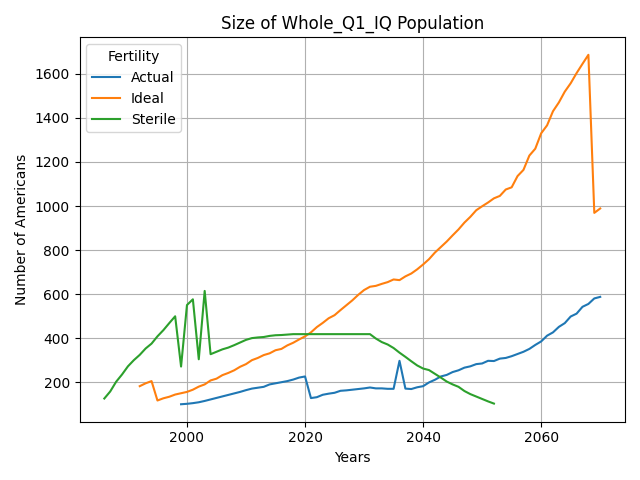 Size of Whole_Q1_IQ Population
Fertility
Actual
Ideal
Sterile
1600
1400
1200
1000
800
600
400
200
Number of Americans
2000
2020
2040
2060
Years